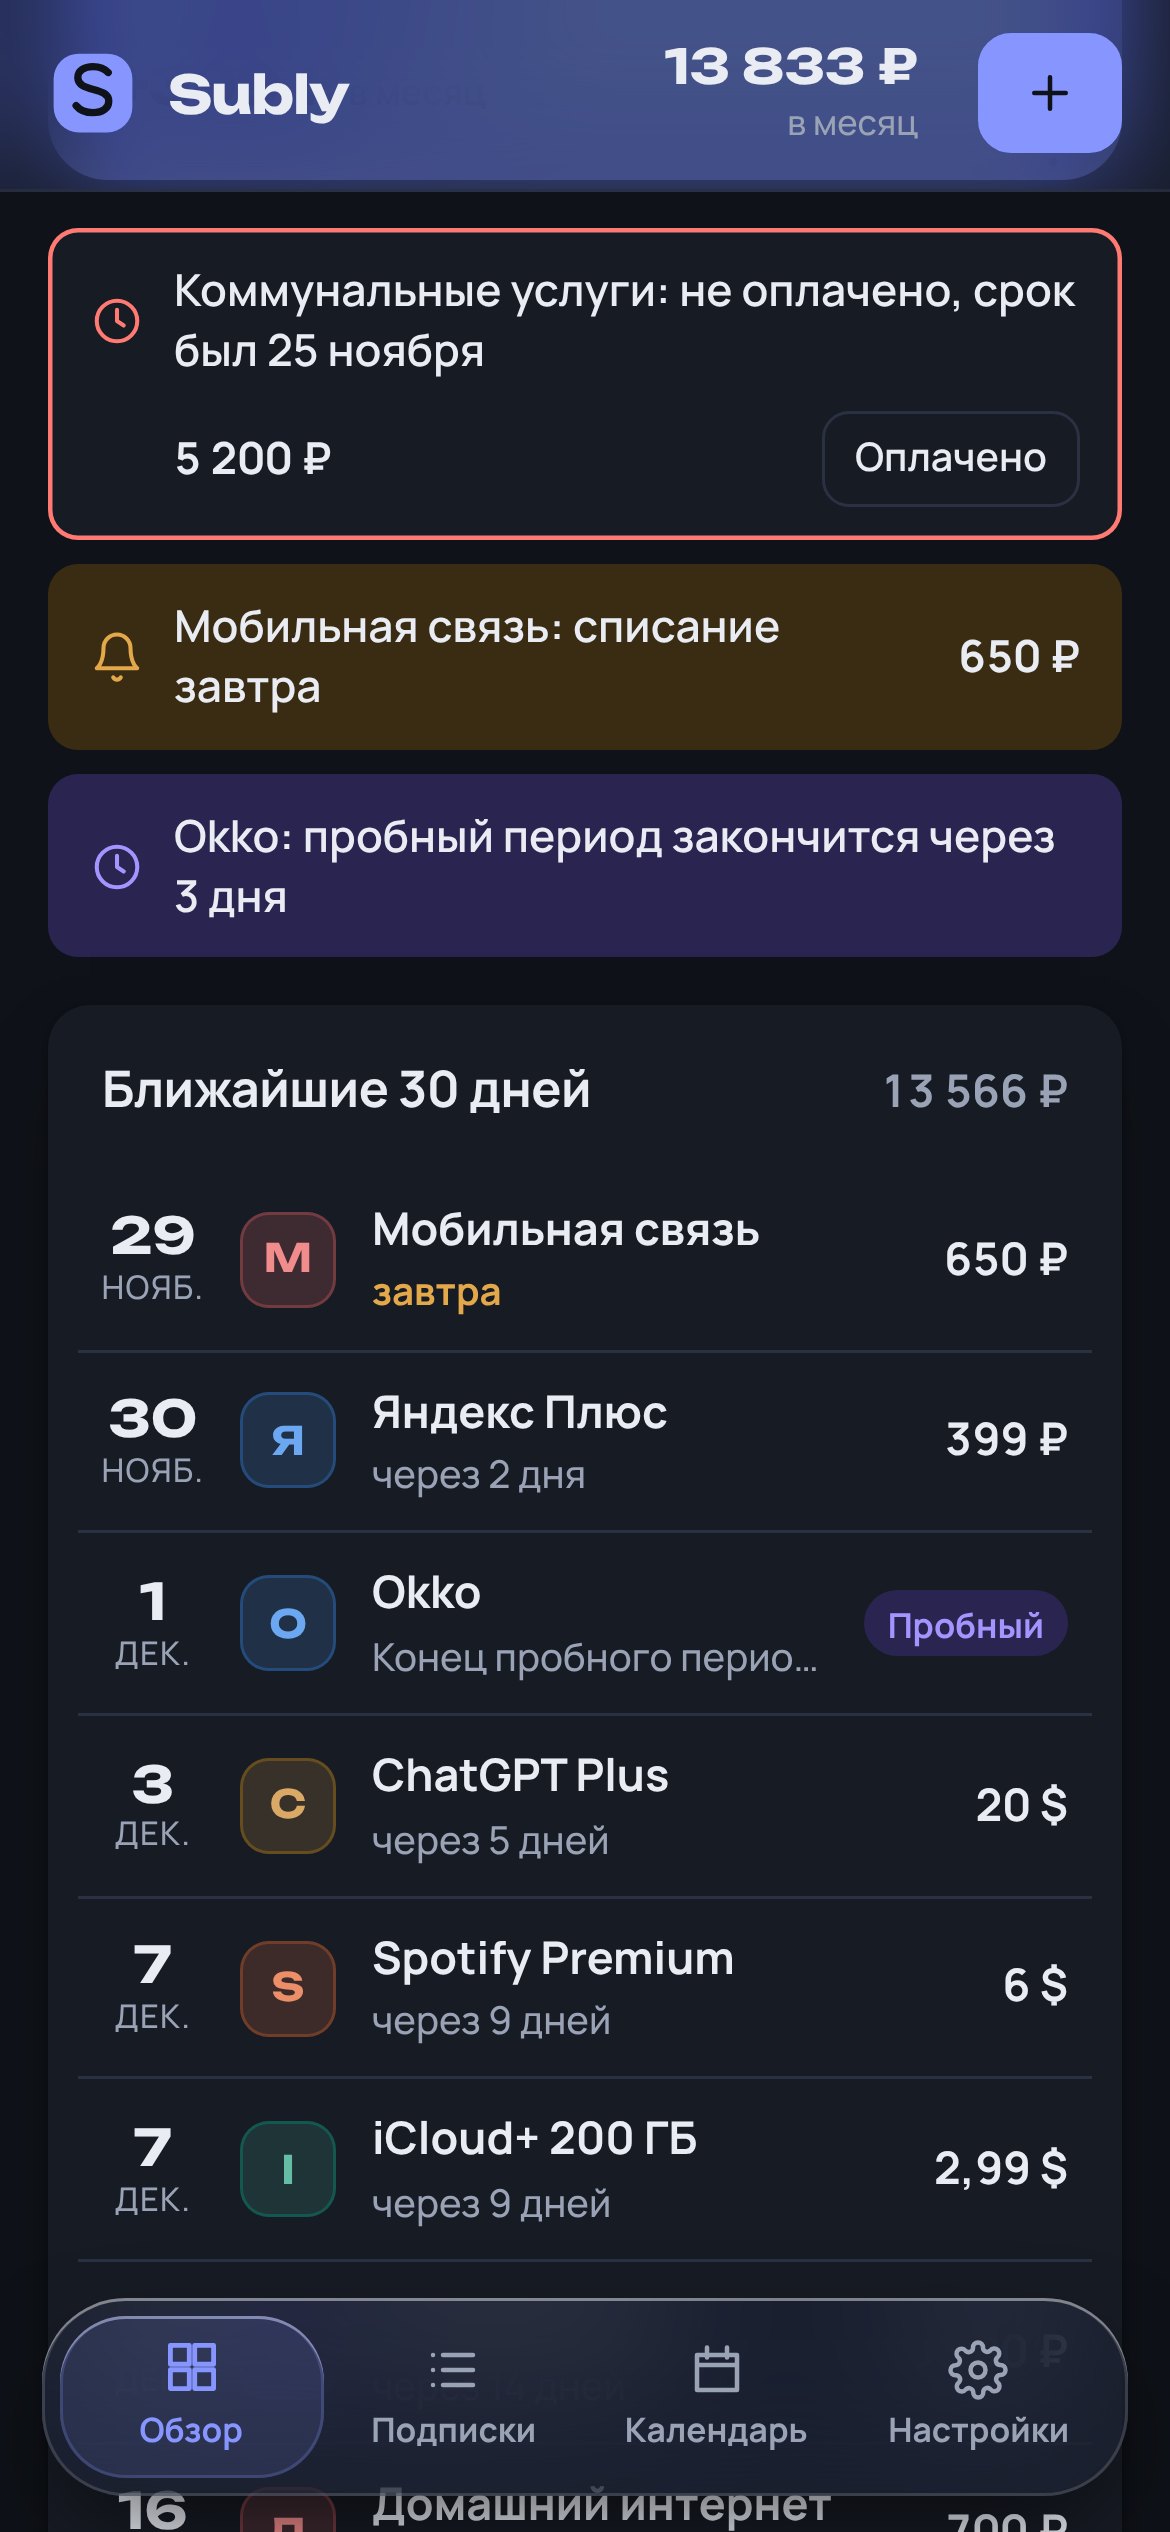 S Subly
13 833 ₽
в месяц
Коммунальные услуги: не оплачено, срок
был 25 ноября
5 200 ₽
Оплачено
Мобильная связь: списание
завтра
650 ₽
Okko: пробный период закончится через
3 дня
Ближайшие 30 дней
13 566 ₽
29
НОЯБ.
М
Мобильная связь
завтра
650 ₽
30
НОЯБ.
Я
Яндекс Плюс
через 2 дня
399 ₽
1
ДЕК.
O
Okko
Конец пробного перио...
Пробный
3
ДЕК.
C
ChatGPT Plus
через 5 дней
20 $
7
ДЕК.
S
Spotify Premium
через 9 дней
6 $
7
ДЕК.
I
iCloud+ 200 ГБ
через 9 дней
2,99 $
через 14 дней
Обзор
Подписки
Календарь
Настройки
16
Домашний интернет
700 ₽